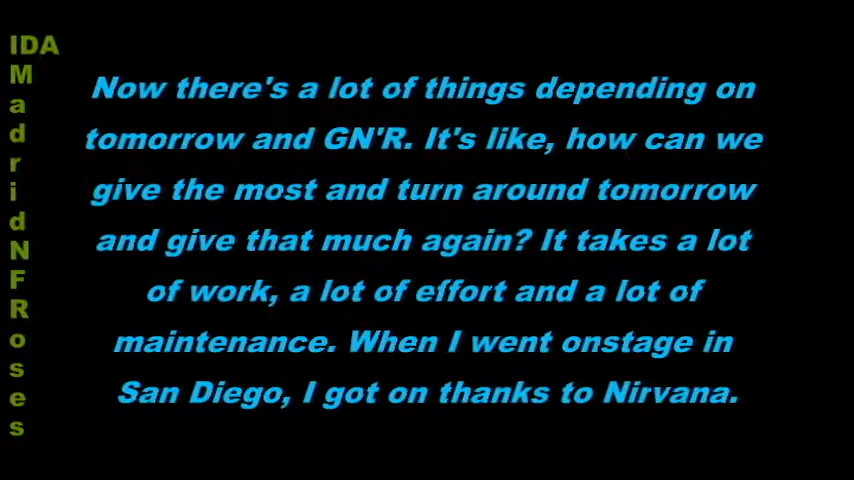 IDA
M
a
d
r
i
d
N
F
R
o
s
e
s
Now there's a lot of things depending on
tomorrow and GN'R. It's like, how can we
give the most and turn around tomorrow
and give that much again? It takes a lot
of work, a lot of effort and a lot of
maintenance. When I went onstage in
San Diego, I got on thanks to Nirvana.